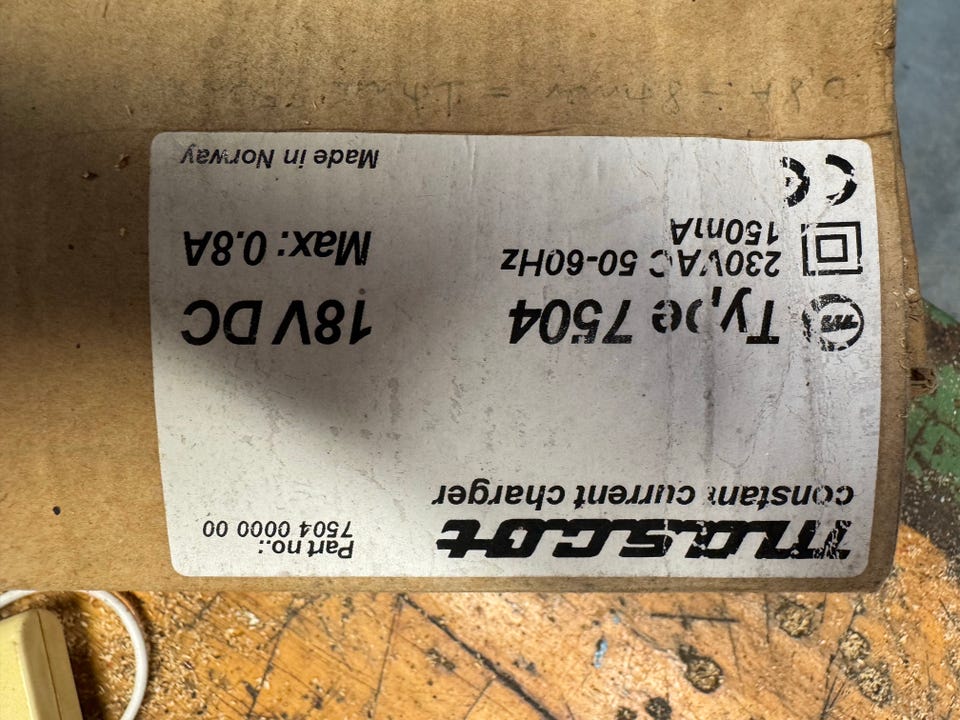 mascot
constant current charger
Part no.:
7504 0000 00
Type 7504
230VAC 50-60Hz
150mA
18V DC
Max: 0.8A
CE
Made in Norway